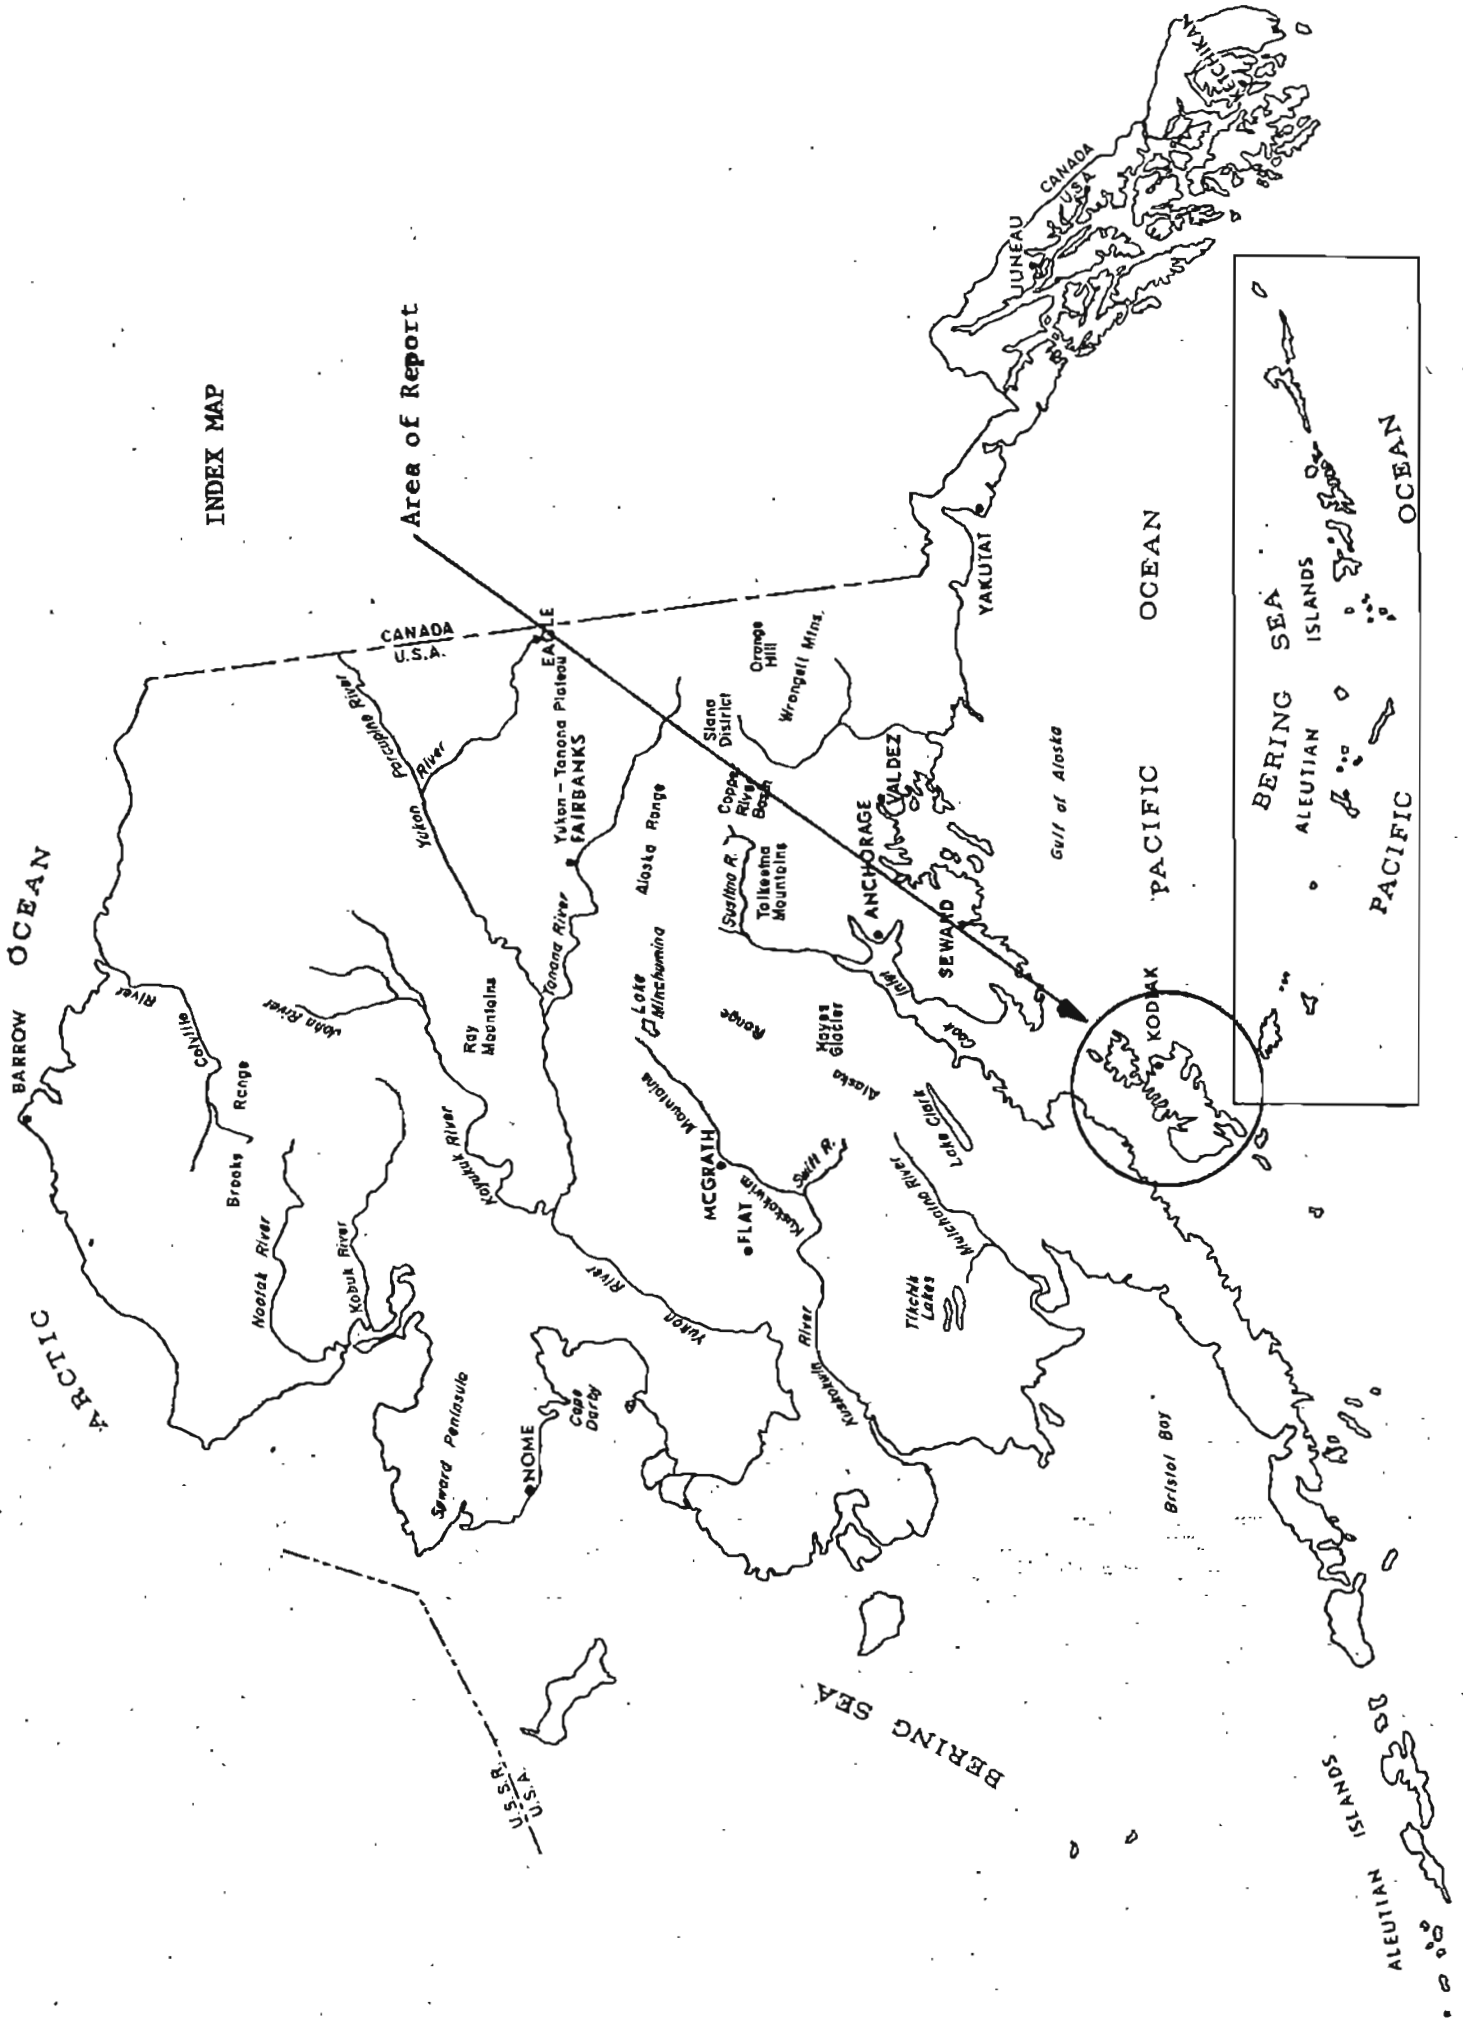 INDEX MAP
Area of Report
ARCTIC OCEAN
BARROW
Colville River
John River
Brooks Range
Noatak River
Kobuk River
Koyukuk River
Ray
Mountains
Porcupine River
Yukon River
CANADA
U.S.A.
EAGLE
Yukon-Tanana Plateau
FAIRBANKS
Tanana River
Seward Peninsula
NOME
Cape
Darby
U.S.S.R.
U.S.A.
Yukon River
Lake
Minchumina
Alaska Range
Kuskokwim Mountains
MCGRATH
FLAT
Swift R.
Kuskokwim River
Orange
Hill
Slana
District
Wrangell Mtns.
Copper
River
Basin
Susitna R.
Talkeetna
Mountains
Alaska Range
Hayes
Glacier
Lake Clark
Mulchatna River
Tikchik
Lakes
Cook Inlet
ANCHORAGE
VALDEZ
SEWARD
YAKUTAT
JUNEAU
CANADA
U.S.A.
KETCHIKAN
Gulf of Alaska
PACIFIC OCEAN
KODIAK
Bristol Bay
BERING SEA
ALEUTIAN ISLANDS
BERING SEA
ALEUTIAN ISLANDS
PACIFIC OCEAN